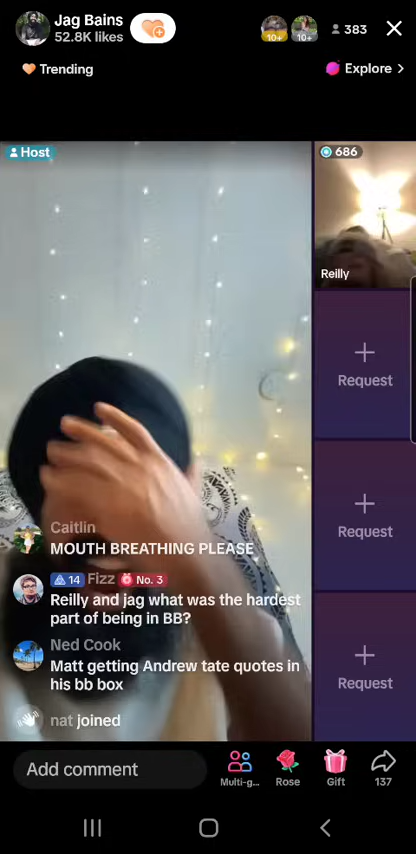 Jag Bains
52.8K likes
10+
10+
383
Trending
Explore >
Host
686
Reilly
Request
Request
Request
Caitlin
MOUTH BREATHING PLEASE
14 Fizz No. 3
Reilly and jag what was the hardest
part of being in BB?
Ned Cook
Matt getting Andrew tate quotes in
his bb box
nat joined
Add comment
Multi-g...
Rose
Gift
137